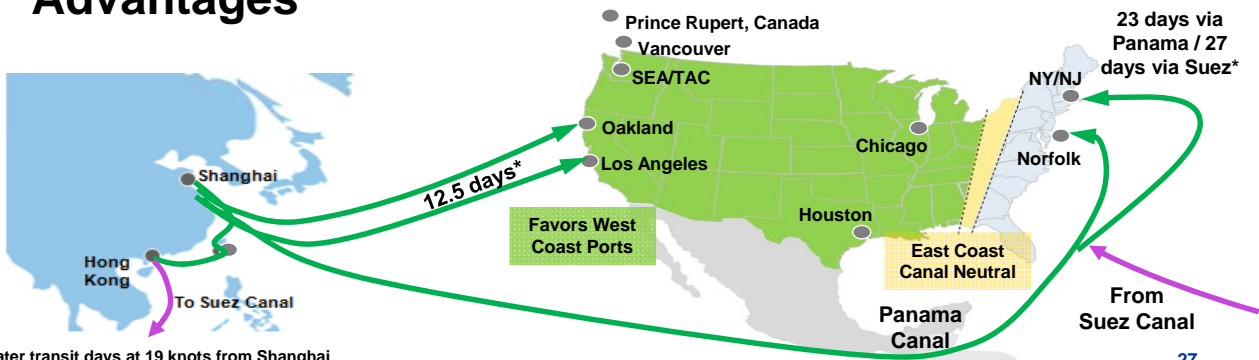 Advantages
Prince Rupert, Canada
Vancouver
SEA/TAC
Oakland
Los Angeles
Chicago
Houston
NY/NJ
Norfolk
23 days via
Panama / 27
days via Suez*
Shanghai
Hong
Kong
To Suez Canal
12.5 days*
Favors West
Coast Ports
East Coast
Canal Neutral
Panama
Canal
From
Suez Canal
transit days at 19 knots from Shanghai
27